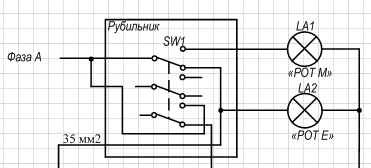 Рубильник
SW1
LA1
Фаза А
«РОТ М»
LA2
«РОТ Е»
35 мм2